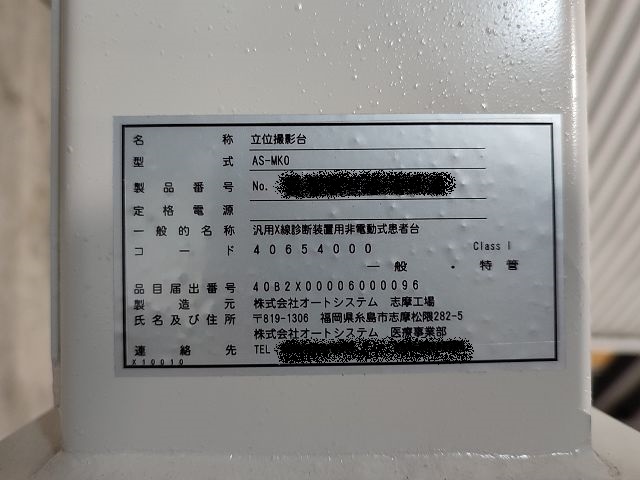 名称 立位撮影台
型式 AS-MKO
製品番号 No.
定格電源
一般的名称 汎用X線診断装置用非電動式患者台
コード 40654000 Class I
一般 ・ 特管
品目届出番号 40B2X00006000096
製造元 株式会社オートシステム 志摩工場
氏名及び住所 〒819-1306 福岡県糸島市志摩松隈282-5
株式会社オートシステム 医療事業部
連絡先 TEL
X10010